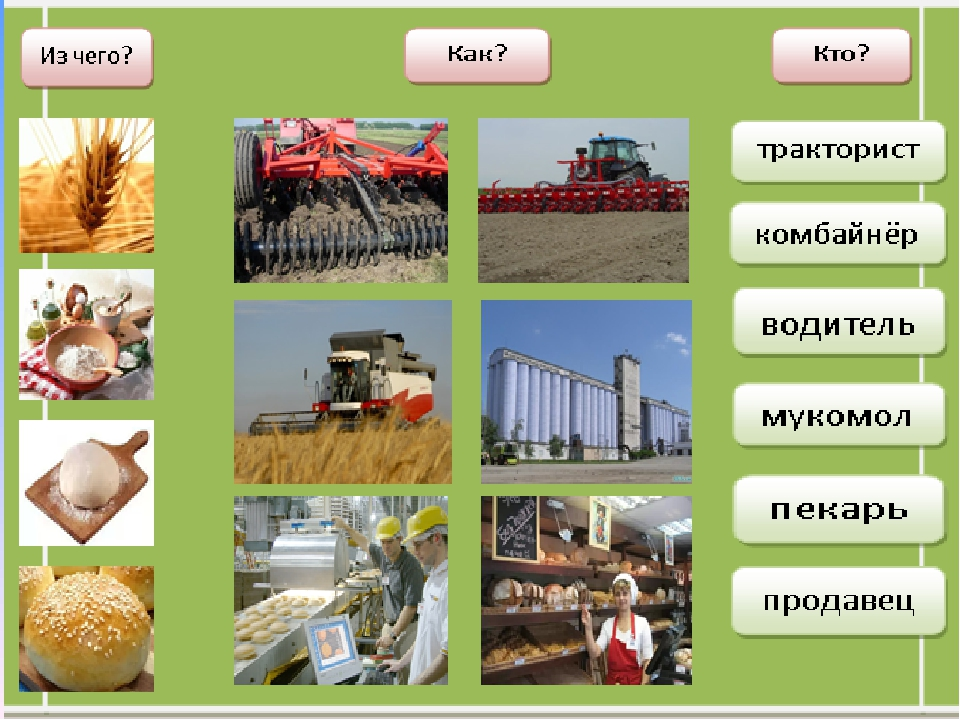 Из чего?
Как?
Кто?
тракторист
комбайнёр
водитель
мукомол
пекарь
продавец